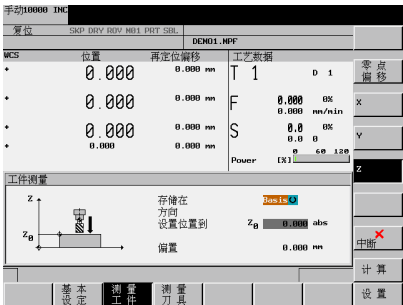 手动10000 INC
复位 SKP DRY ROV M01 PRT SBL
DEMO1.MPF
WCS 位置 再定位偏移 工艺数据
零点偏移
+ 0.000 0.000 mm T 1 D 1
+ 0.000 0.000 mm F 0.000 0%
0.000 mm/min
X
+ 0.000 0.000 mm S 0.0 0%
0.0 0
Y
+ 0.000 0.000 mm
0 60 120
Power [%]
Z
工件测量
Z
存储在 Basis
方向
设置位置到 Z0 0.000 abs
Z0
偏置 0.000 mm
中断
计算
基本设定 测量工件 测量刀具 设置